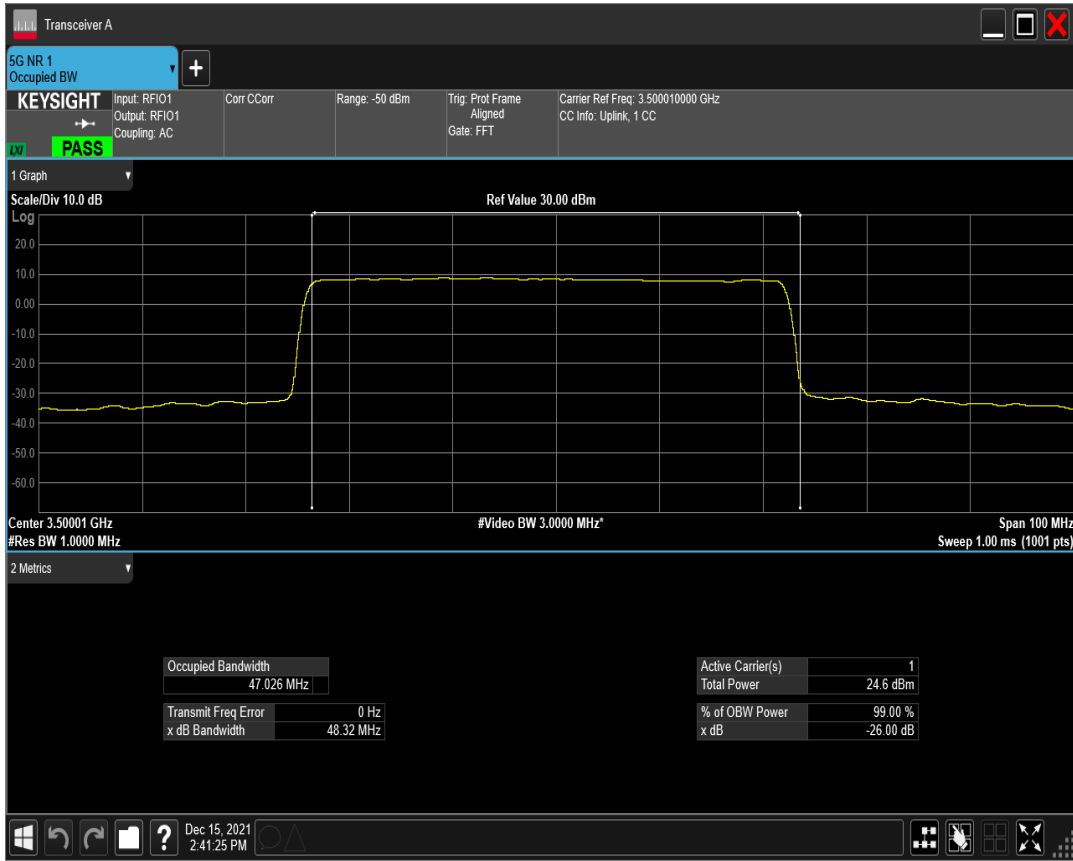 Transceiver A
5G NR 1
Occupied BW
KEYSIGHT
LXI
PASS
Input: RFIO1
Output: RFIO1
Coupling: AC
Corr CCorr
Range: -50 dBm
Trig: Prot Frame
Aligned
Gate: FFT
Carrier Ref Freq: 3.500010000 GHz
CC Info: Uplink, 1 CC
1 Graph
Scale/Div 10.0 dB
Ref Value 30.00 dBm
Log
20.0
10.0
0.00
-10.0
-20.0
-30.0
-40.0
-50.0
-60.0
Center 3.50001 GHz
#Video BW 3.0000 MHz*
Span 100 MHz
#Res BW 1.0000 MHz
Sweep 1.00 ms (1001 pts)
2 Metrics
Occupied Bandwidth
47.026 MHz
Transmit Freq Error 0 Hz
x dB Bandwidth 48.32 MHz
Active Carrier(s) 1
Total Power 24.6 dBm
% of OBW Power 99.00 %
x dB -26.00 dB
?
Dec 15, 2021
2:41:25 PM